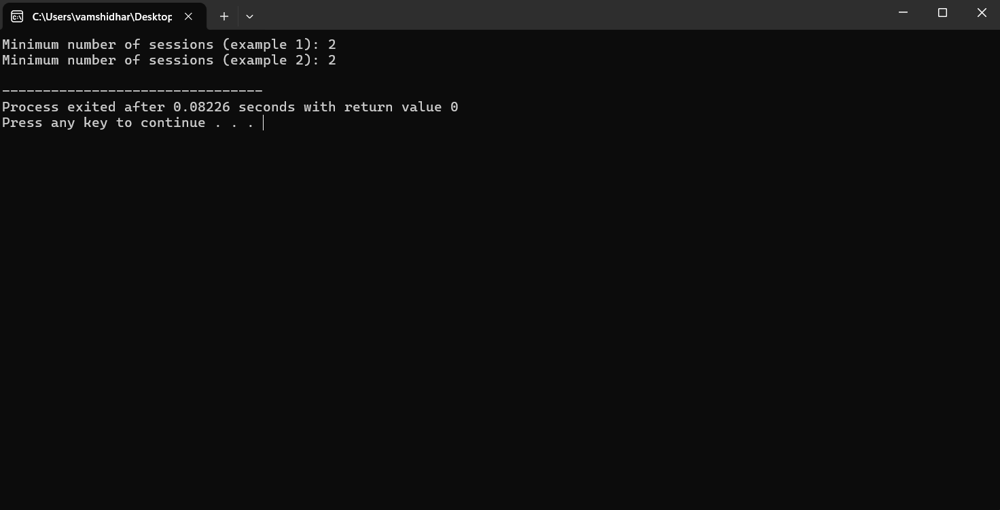 C:\Users\vamshidhar\Desktop
Minimum number of sessions (example 1): 2
Minimum number of sessions (example 2): 2
--------------------------------
Process exited after 0.08226 seconds with return value 0
Press any key to continue . . .